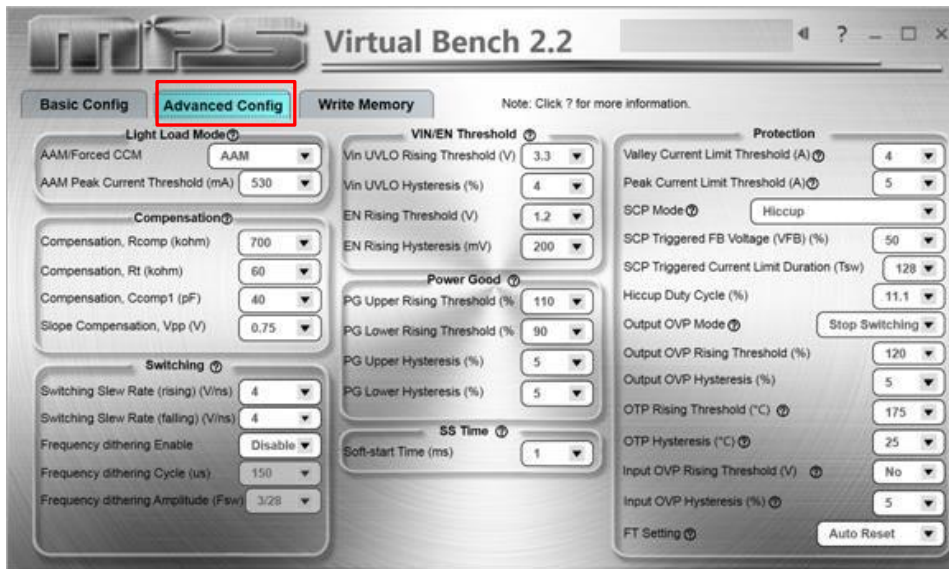 MPS Virtual Bench 2.2 ?
Basic Config Advanced Config Write Memory Note: Click ? for more information.
Light Load Mode?
AAM/Forced CCM AAM
AAM Peak Current Threshold (mA) 530
Compensation?
Compensation, Rcomp (kohm) 700
Compensation, Rt (kohm) 60
Compensation, Ccomp1 (pF) 40
Slope Compensation, Vpp (V) 0.75
Switching ?
Switching Slew Rate (rising) (V/ns) 4
Switching Slew Rate (falling) (V/ns) 4
Frequency dithering Enable Disable
Frequency dithering Cycle (us) 150
Frequency dithering Amplitude (Fsw) 3/28
VIN/EN Threshold ?
Vin UVLO Rising Threshold (V) 3.3
Vin UVLO Hysteresis (%) 4
EN Rising Threshold (V) 1.2
EN Rising Hysteresis (mV) 200
Power Good ?
PG Upper Rising Threshold (% 110
PG Lower Rising Threshold (% 90
PG Upper Hysteresis (%) 5
PG Lower Hysteresis (%) 5
SS Time ?
Soft-start Time (ms) 1
Protection
Valley Current Limit Threshold (A)? 4
Peak Current Limit Threshold (A)? 5
SCP Mode? Hiccup
SCP Triggered FB Voltage (VFB) (%) 50
SCP Triggered Current Limit Duration (Tsw) 128
Hiccup Duty Cycle (%) 11.1
Output OVP Mode? Stop Switching
Output OVP Rising Threshold (%) 120
Output OVP Hysteresis (%) 5
OTP Rising Threshold (°C) ? 175
OTP Hysteresis (°C)? 25
Input OVP Rising Threshold (V) ? No
Input OVP Hysteresis (%) ? 5
FT Setting? Auto Reset